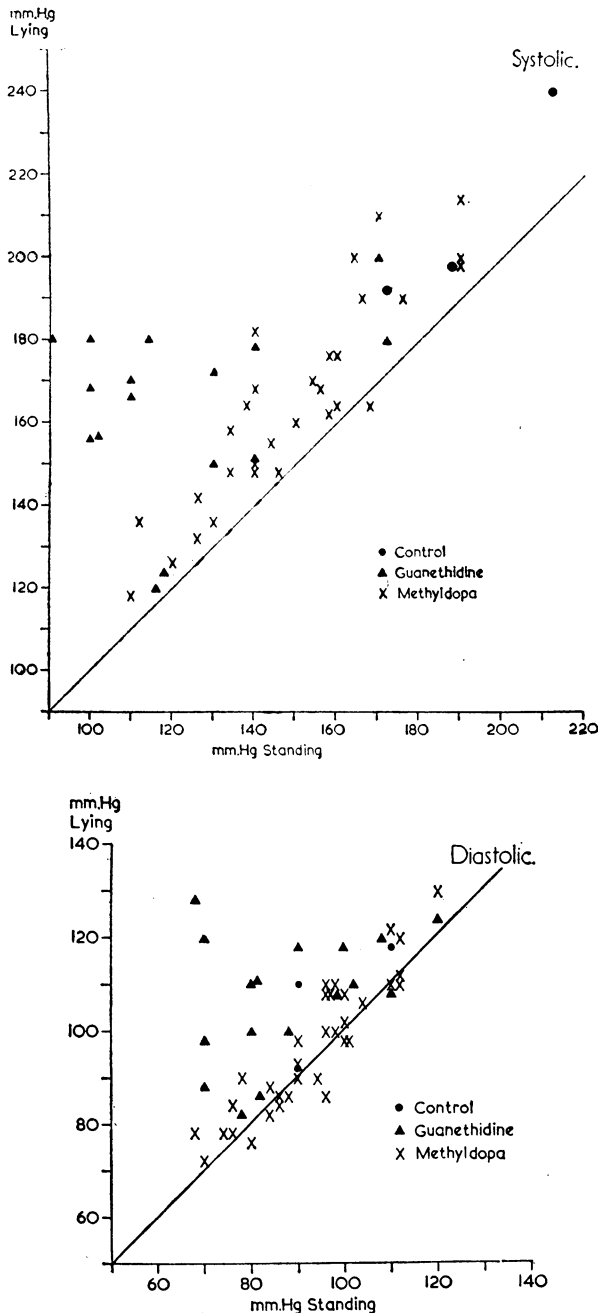 mm.Hg
Lying
Systolic.
240
220
200
180
160
140
120
100
● Control
▲ Guanethidine
X Methyldopa
100 120 140 160 180 200 220
mm.Hg Standing
mm.Hg
Lying
Diastolic.
140
120
100
80
60
● Control
▲ Guanethidine
X Methyldopa
60 80 100 120 140
mm.Hg Standing